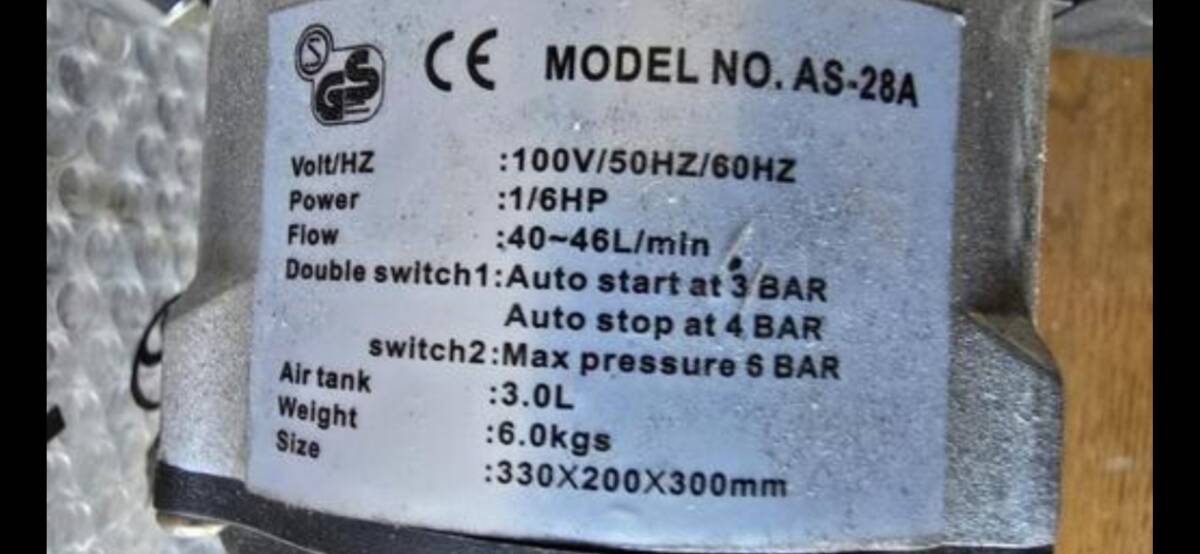 S GS CE MODEL NO. AS-28A
Volt/HZ :100V/50HZ/60HZ
Power :1/6HP
Flow :40~46L/min
Double switch1:Auto start at 3 BAR
Auto stop at 4 BAR
switch2:Max pressure 6 BAR
Air tank :3.0L
Weight :6.0kgs
Size :330X200X300mm